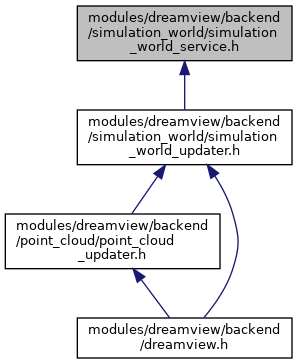 modules/dreamview/backend
/simulation_world/simulation
_world_service.h
modules/dreamview/backend
/simulation_world/simulation
_world_updater.h
modules/dreamview/backend
/point_cloud/point_cloud
_updater.h
modules/dreamview/backend
/dreamview.h